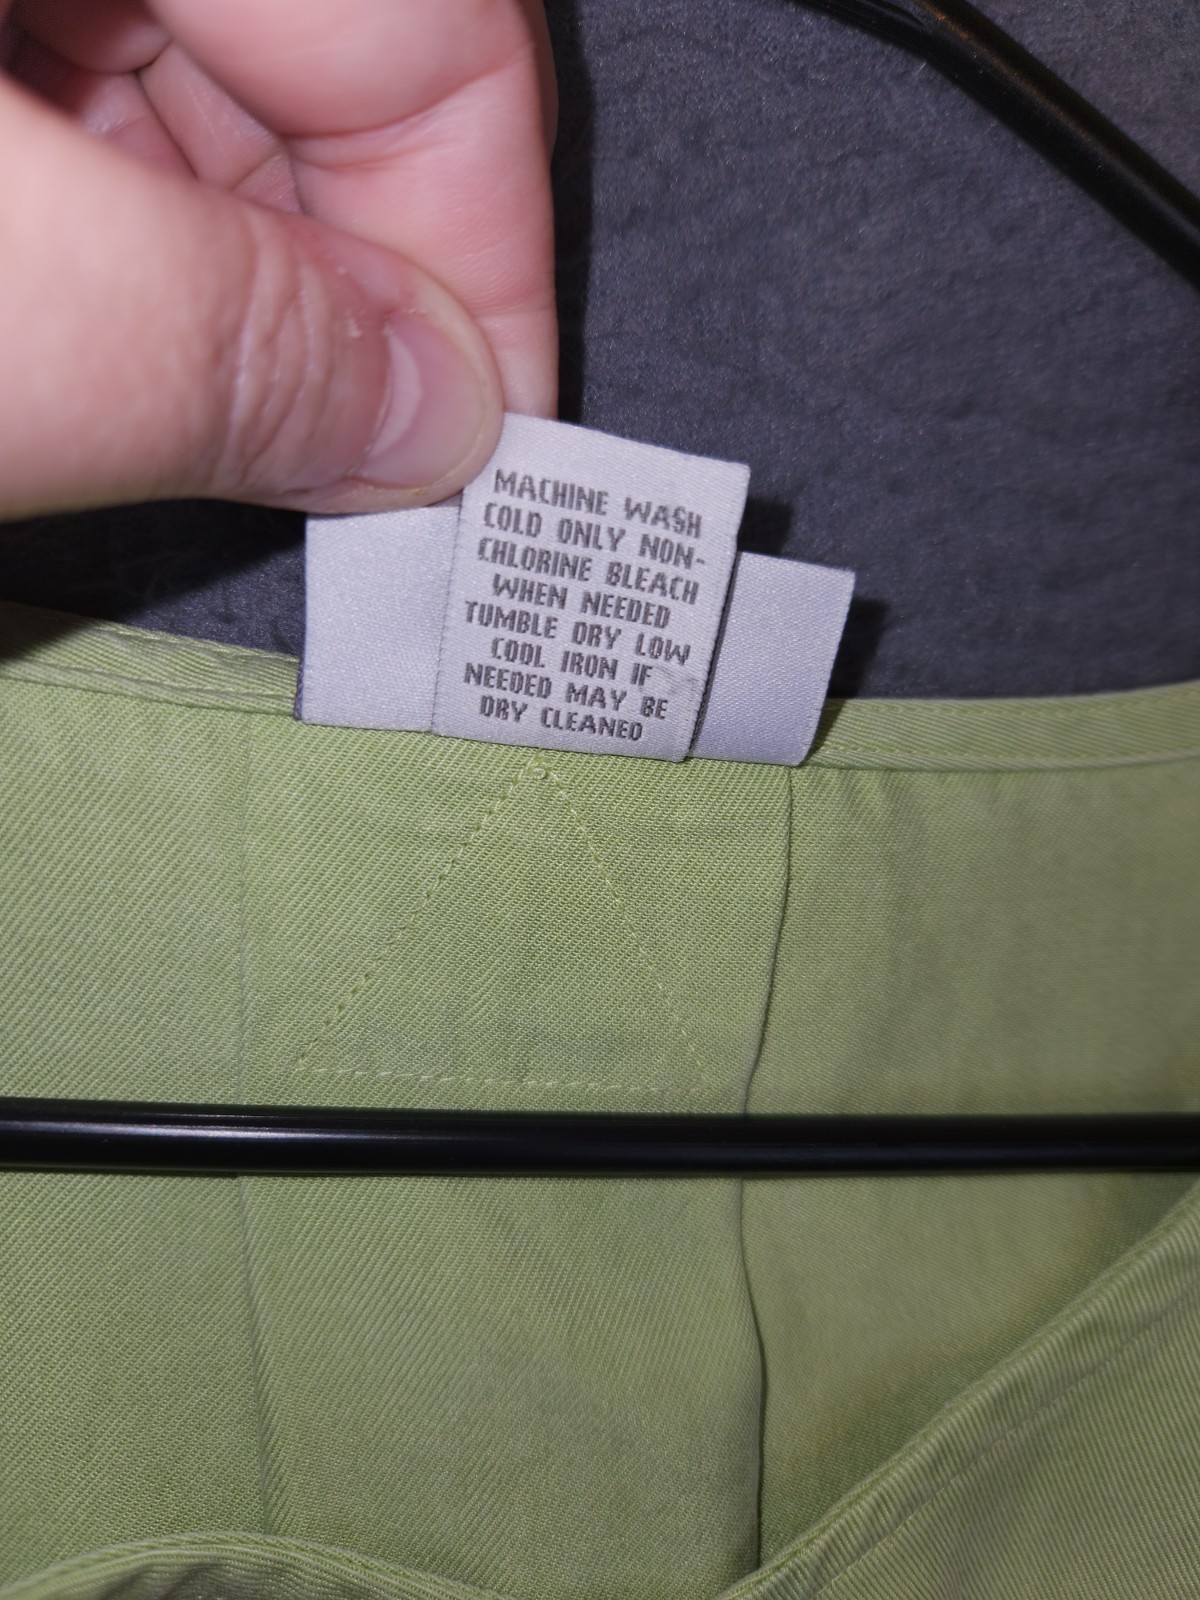 MACHINE WASH
COLD ONLY NON-
CHLORINE BLEACH
WHEN NEEDED
TUMBLE DRY LOW
COOL IRON IF
NEEDED MAY BE
DRY CLEANED